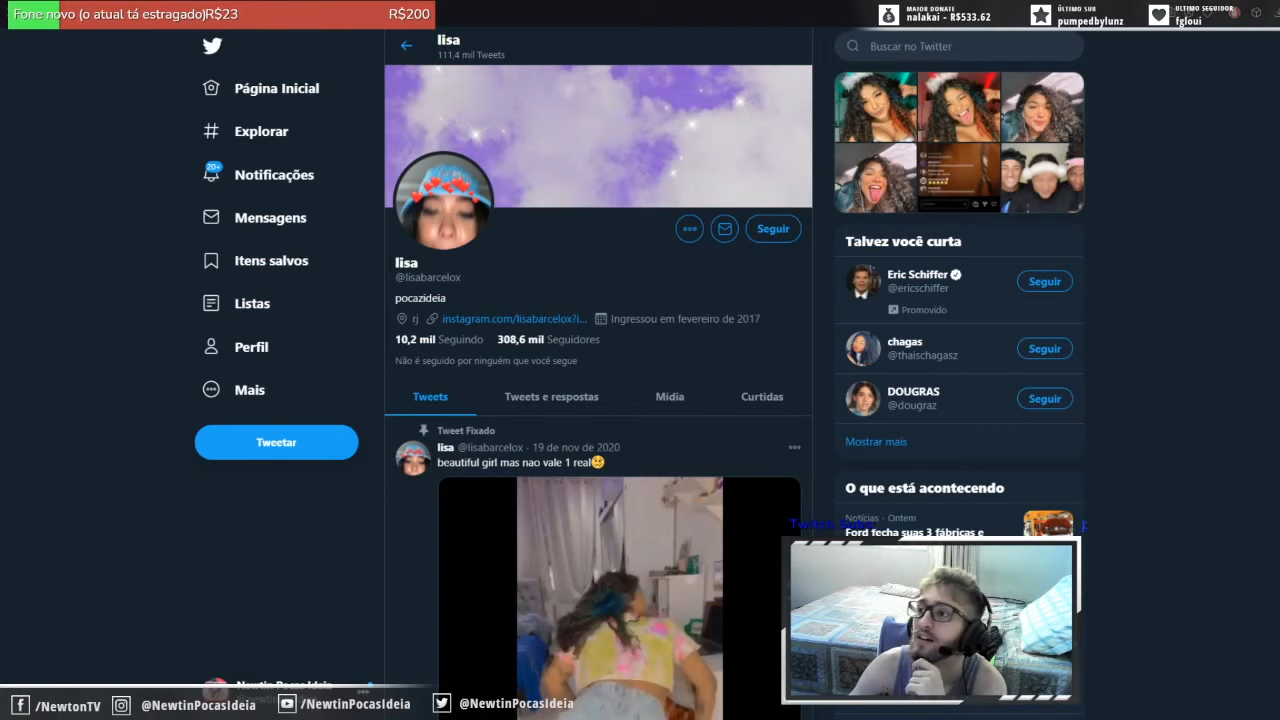 Fone novo (o atual tá estragado)R$23
R$200
MAIOR DONATE
nalakai - R$533.62
ÚLTIMO SUB
pumpedbylunz
ULTIMO SEGUIDOR
fgloui
Página Inicial
Explorar
20+
Notificações
Mensagens
Itens salvos
Listas
Perfil
Mais
Tweetar
lisa
111,4 mil Tweets
Seguir
lisa
@lisabarcelox
pocazideia
rj instagram.com/lisabarcelox?i... Ingressou em fevereiro de 2017
10,2 mil Seguindo 308,6 mil Seguidores
Não é seguido por ninguém que você segue
Tweets Tweets e respostas Mídia Curtidas
Tweet Fixado
lisa @lisabarcelox · 19 de nov de 2020
beautiful girl mas nao vale 1 real🥴
Buscar no Twitter
Talvez você curta
Eric Schiffer
@ericschiffer
Seguir
Promovido
chagas
@thaischagasz
Seguir
DOUGRAS
@dougraz
Seguir
Mostrar mais
O que está acontecendo
Notícias · Ontem
Ford fecha suas 3 fábricas e
Twitch
Newtin Pocas Ideia
/NewtonTV
@NewtinPocasIdeia
/NewtinPocasIdeia
@NewtinPocasIdeia